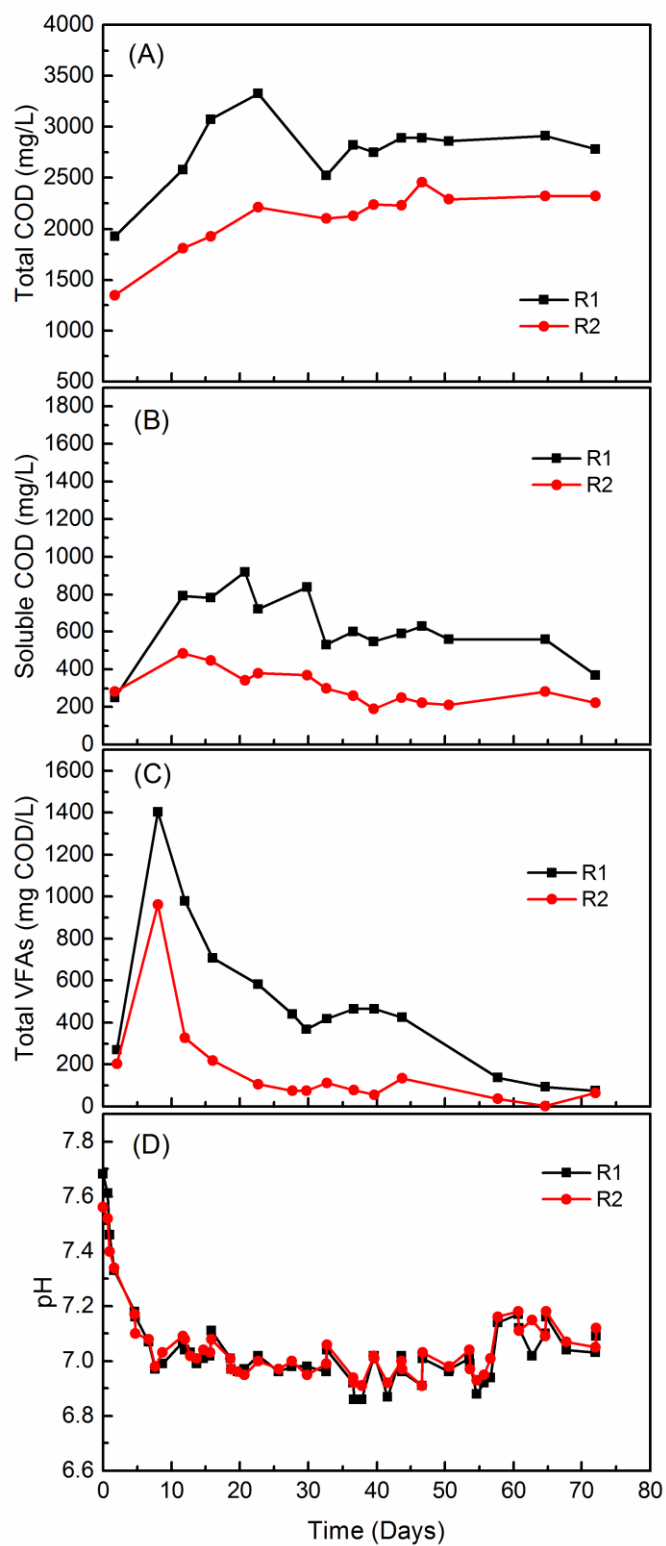 (A)
Total COD (mg/L)
4000
3500
3000
2500
2000
1500
1000
500
R1
R2
(B)
Soluble COD (mg/L)
1800
1600
1400
1200
1000
800
600
400
200
0
R1
R2
(C)
Total VFAs (mg COD/L)
1600
1400
1200
1000
800
600
400
200
0
R1
R2
(D)
pH
7.8
7.6
7.4
7.2
7.0
6.8
6.6
R1
R2
0 10 20 30 40 50 60 70 80
Time (Days)